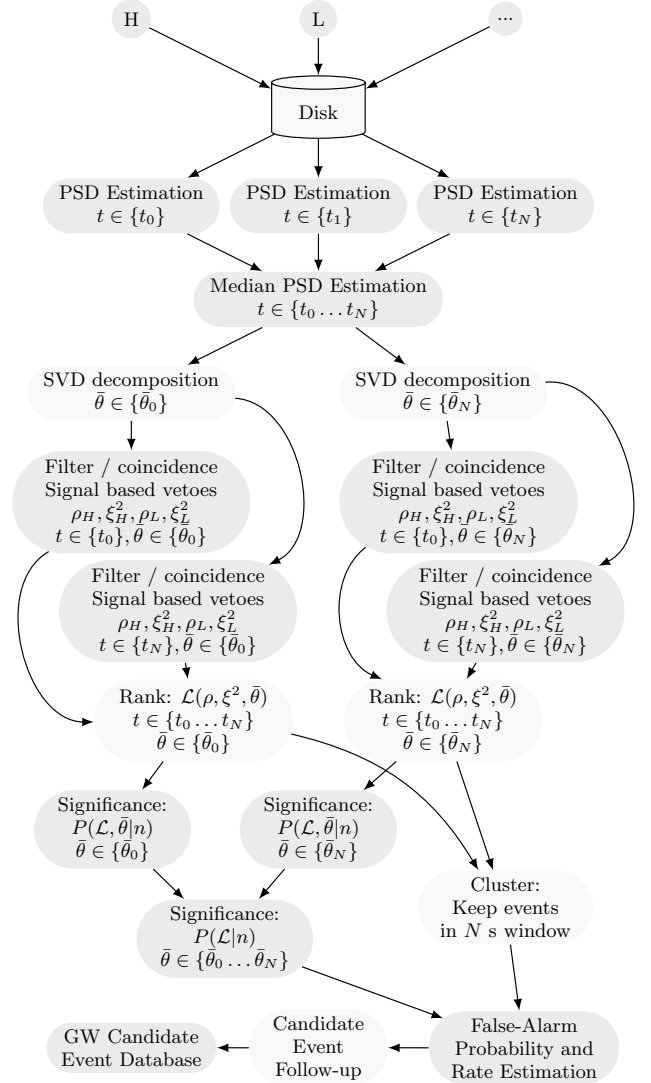 H
L
...
Disk
PSD Estimation
t ∈ {t₀}
PSD Estimation
t ∈ {t₁}
PSD Estimation
t ∈ {t_N}
Median PSD Estimation
t ∈ {t₀ … t_N}
SVD decomposition
θ̄ ∈ {θ̄₀}
SVD decomposition
θ̄ ∈ {θ̄_N}
Filter / coincidence
Signal based vetoes
ρ_H, ξ²_H, ρ_L, ξ²_L
t ∈ {t₀}, θ̄ ∈ {θ̄₀}
Filter / coincidence
Signal based vetoes
ρ_H, ξ²_H, ρ_L, ξ²_L
t ∈ {t₀}, θ̄ ∈ {θ̄_N}
Filter / coincidence
Signal based vetoes
ρ_H, ξ²_H, ρ_L, ξ²_L
t ∈ {t_N}, θ̄ ∈ {θ̄₀}
Filter / coincidence
Signal based vetoes
ρ_H, ξ²_H, ρ_L, ξ²_L
t ∈ {t_N}, θ̄ ∈ {θ̄_N}
Rank: ℒ(ρ, ξ², θ̄)
t ∈ {t₀ … t_N}
θ̄ ∈ {θ̄₀}
Rank: ℒ(ρ, ξ², θ̄)
t ∈ {t₀ … t_N}
θ̄ ∈ {θ̄_N}
Significance:
P(ℒ, θ̄|n)
θ̄ ∈ {θ̄₀}
Significance:
P(ℒ, θ̄|n)
θ̄ ∈ {θ̄_N}
Cluster:
Keep events
in N s window
Significance:
P(ℒ|n)
θ̄ ∈ {θ̄₀ … θ̄_N}
GW Candidate
Event Database
Candidate
Event
Follow-up
False-Alarm
Probability and
Rate Estimation